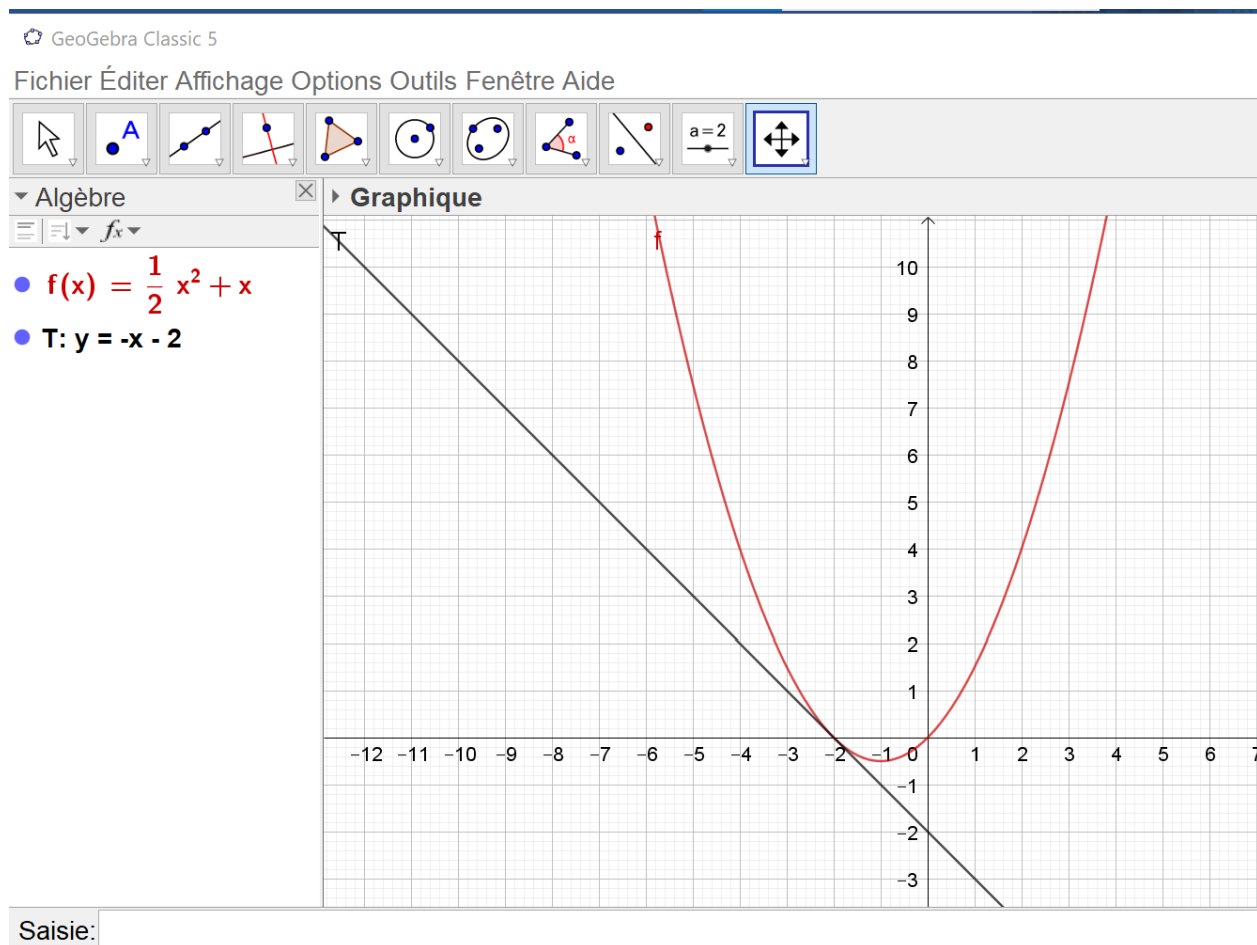 GeoGebra Classic 5
Fichier Éditer Affichage Options Outils Fenêtre Aide
A
α
a = 2
Algèbre
Graphique
fx
f(x) = 1/2 x² + x
T: y = -x - 2
T
f
10
9
8
7
6
5
4
3
2
1
−12 −11 −10 −9 −8 −7 −6 −5 −4 −3 −2 −1 0 1 2 3 4 5 6 7
−1
−2
−3
Saisie: